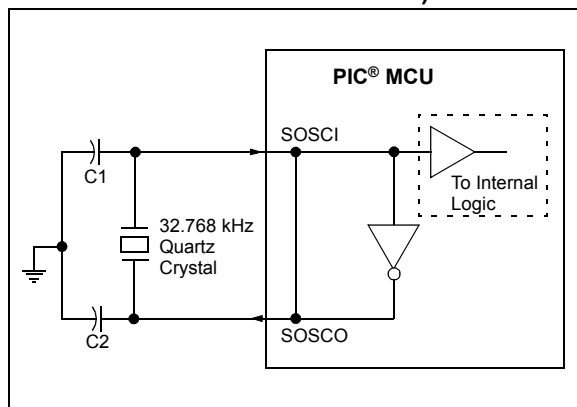 PIC® MCU
SOSCI
C1
To Internal
Logic
32.768 kHz
Quartz
Crystal
SOSCO
C2